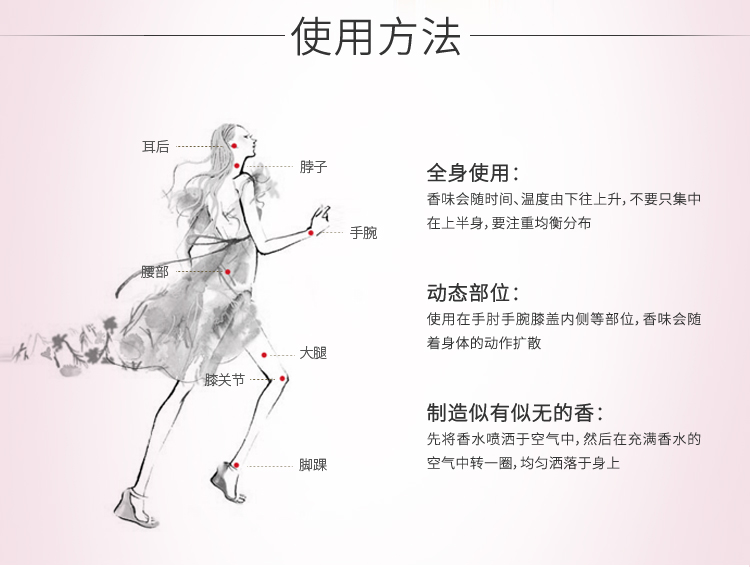 使用方法
耳后
脖子
手腕
腰部
大腿
膝关节
脚踝
全身使用：
香味会随时间、温度由下往上升，不要只集中
在上半身，要注重均衡分布
动态部位：
使用在手肘手腕膝盖内侧等部位，香味会随
着身体的动作扩散
制造似有似无的香：
先将香水喷洒于空气中，然后在充满香水的
空气中转一圈，均匀洒落于身上